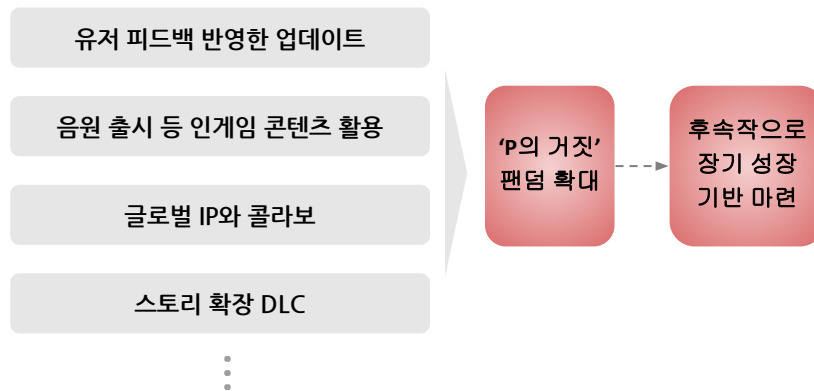 유저 피드백 반영한 업데이트
음원 출시 등 인게임 콘텐츠 활용
글로벌 IP와 콜라보
스토리 확장 DLC
‘P의 거짓’
팬덤 확대
후속작으로
장기 성장
기반 마련